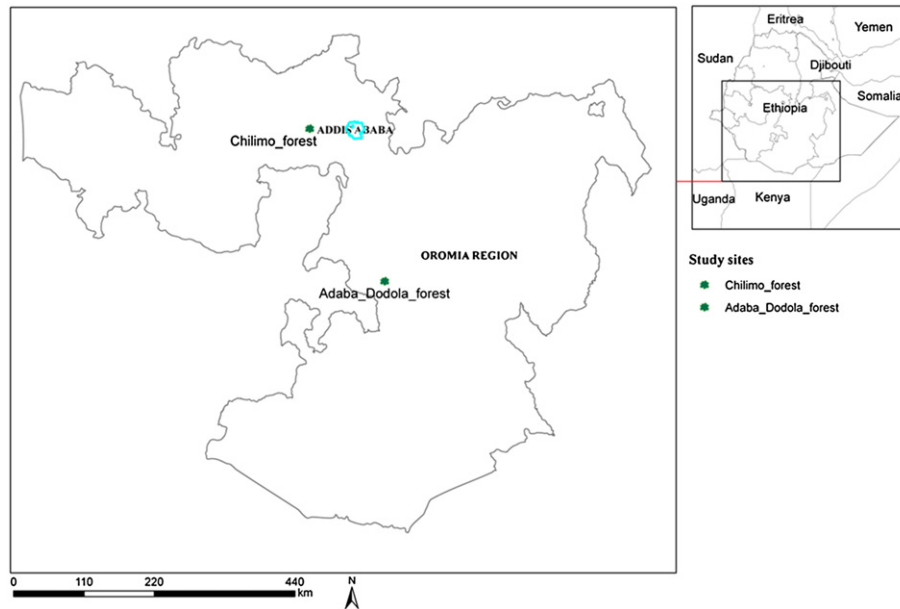 Eritrea
Yemen
Sudan
Djibouti
Somalia
Ethiopia
Uganda
Kenya
ADDIS ABABA
Chilimo_forest
OROMIA REGION
Adaba_Dodola_forest
Study sites
Chilimo_forest
Adaba_Dodola_forest
0 110 220 440
km
N